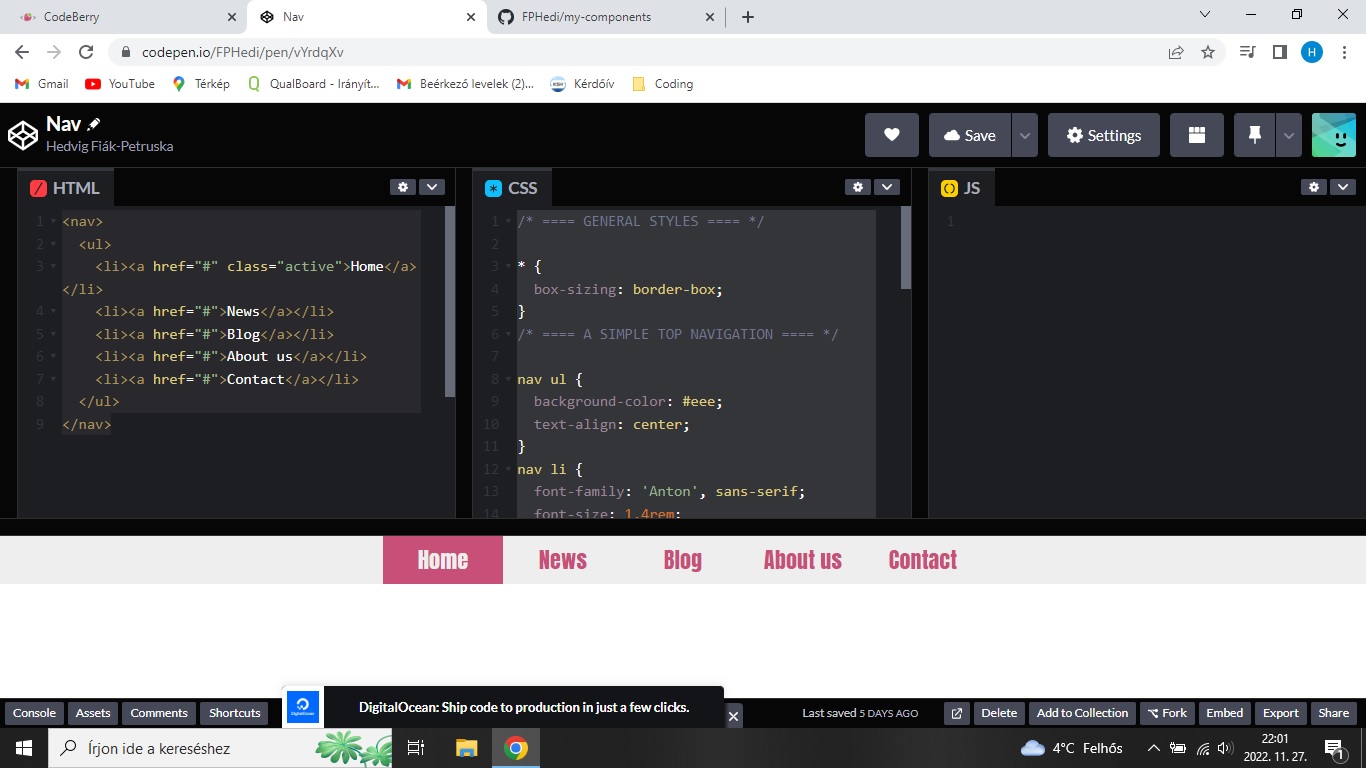 CodeBerry
Nav
FPHedi/my-components
codepen.io/FPHedi/pen/vYrdqXv
H
Gmail
YouTube
Térkép
QualBoard - Irányít...
Beérkező levelek (2)...
Kérdőív
Coding
Nav
Hedvig Fiák-Petruska
Save
Settings
HTML
1 <nav>
2 <ul>
3 <li><a href="#" class="active">Home</a>
</li>
4 <li><a href="#">News</a></li>
5 <li><a href="#">Blog</a></li>
6 <li><a href="#">About us</a></li>
7 <li><a href="#">Contact</a></li>
8 </ul>
9 </nav>
CSS
1 /* ==== GENERAL STYLES ==== */
2
3 * {
4 box-sizing: border-box;
5 }
6 /* ==== A SIMPLE TOP NAVIGATION ==== */
7
8 nav ul {
9 background-color: #eee;
10 text-align: center;
11 }
12 nav li {
13 font-family: 'Anton', sans-serif;
14 font-size: 1.4rem;
JS
1
Home
News
Blog
About us
Contact
Console
Assets
Comments
Shortcuts
DigitalOcean: Ship code to production in just a few clicks.
Last saved 5 DAYS AGO
Delete
Add to Collection
Fork
Embed
Export
Share
Írjon ide a kereséshez
4°C Felhős
22:01
2022. 11. 27.
1